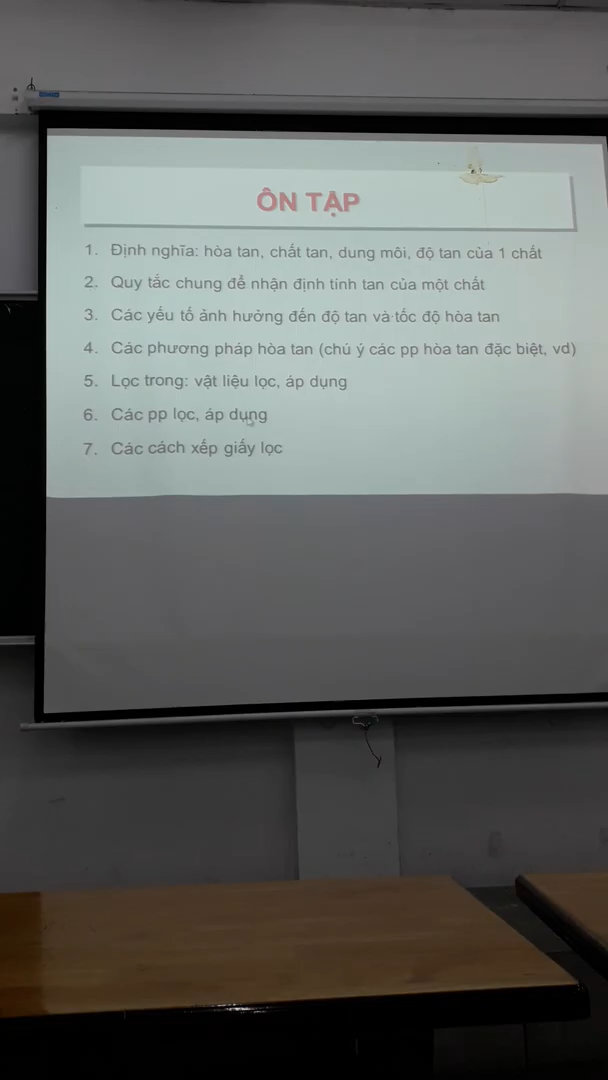 ÔN TẬP
1. Định nghĩa: hòa tan, chất tan, dung môi, độ tan của 1 chất
2. Quy tắc chung để nhận định tính tan của một chất
3. Các yếu tố ảnh hưởng đến độ tan và tốc độ hòa tan
4. Các phương pháp hòa tan (chú ý các pp hòa tan đặc biệt, vd)
5. Lọc trong: vật liệu lọc, áp dụng
6. Các pp lọc, áp dụng
7. Các cách xếp giấy lọc